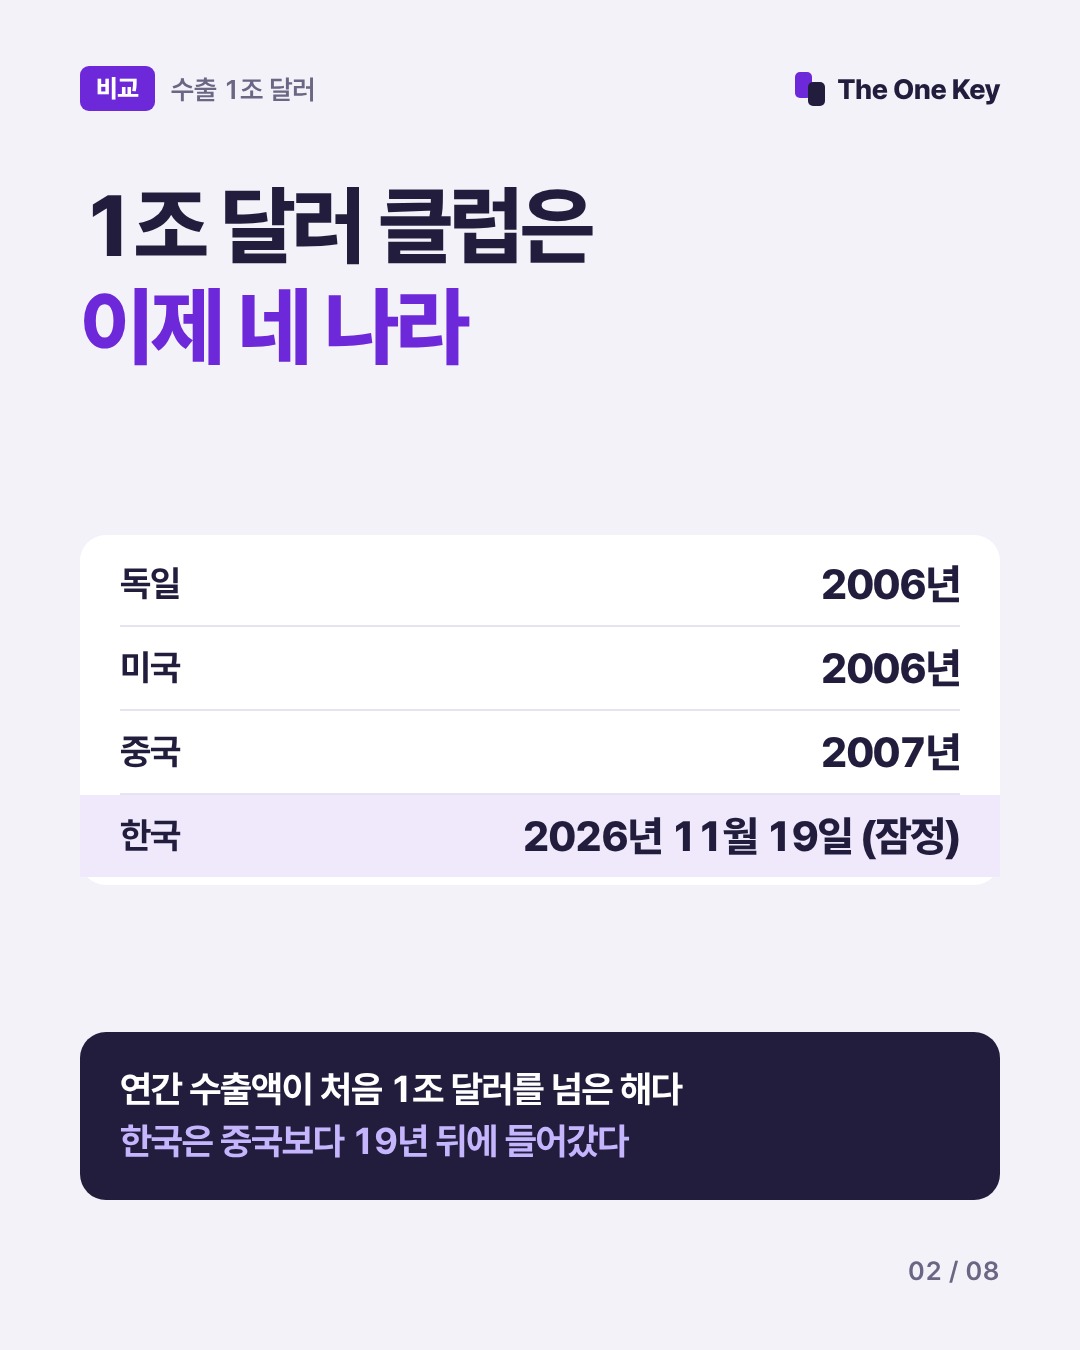 비교 수출 1조 달러
The One Key
1조 달러 클럽은
이제 네 나라
독일 2006년
미국 2006년
중국 2007년
한국 2026년 11월 19일 (잠정)
연간 수출액이 처음 1조 달러를 넘은 해다
한국은 중국보다 19년 뒤에 들어갔다
02 / 08